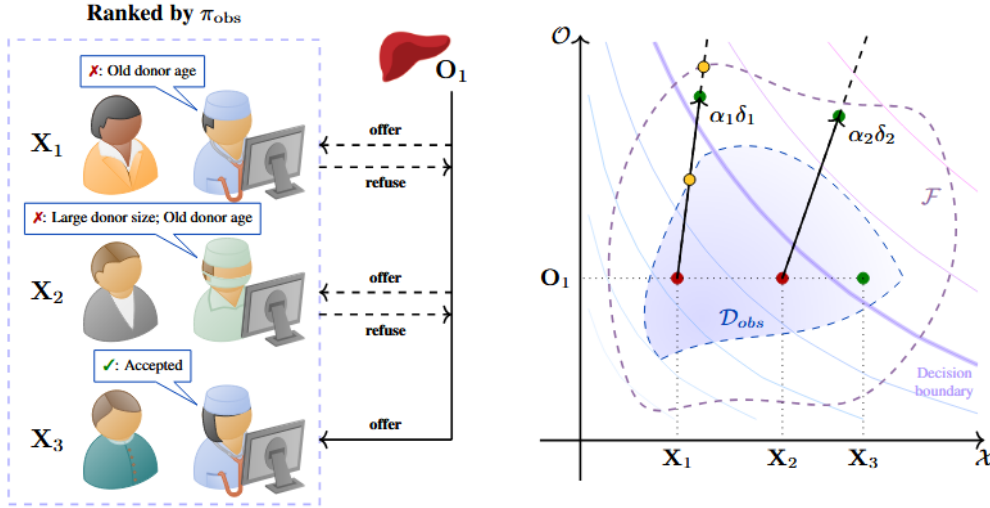 Ranked by π_obs
✗: Old donor age
X₁
O₁
offer
refuse
✗: Large donor size; Old donor age
X₂
offer
refuse
✓: Accepted
X₃
offer
𝒪
α₁δ₁
α₂δ₂
ℱ
O₁
𝒟_obs
Decision
boundary
X₁
X₂
X₃
𝒳